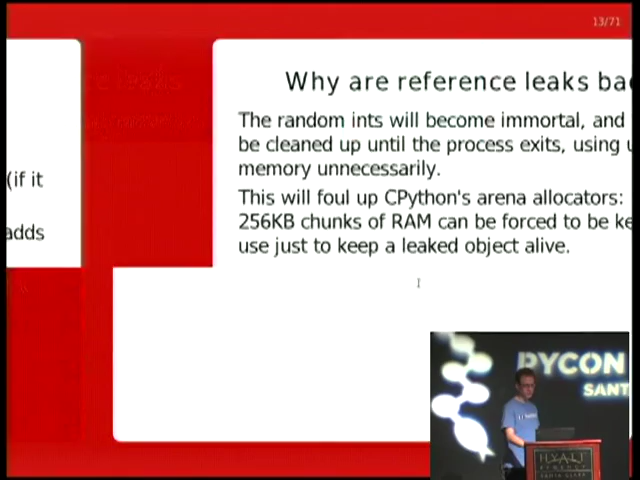 13/71
(if it
adds
Why are reference leaks ba
The random ints will become immortal, and
be cleaned up until the process exits, using u
memory unnecessarily.
This will foul up CPython's arena allocators:
256KB chunks of RAM can be forced to be ke
use just to keep a leaked object alive.
PYCON
SANT
HYATT